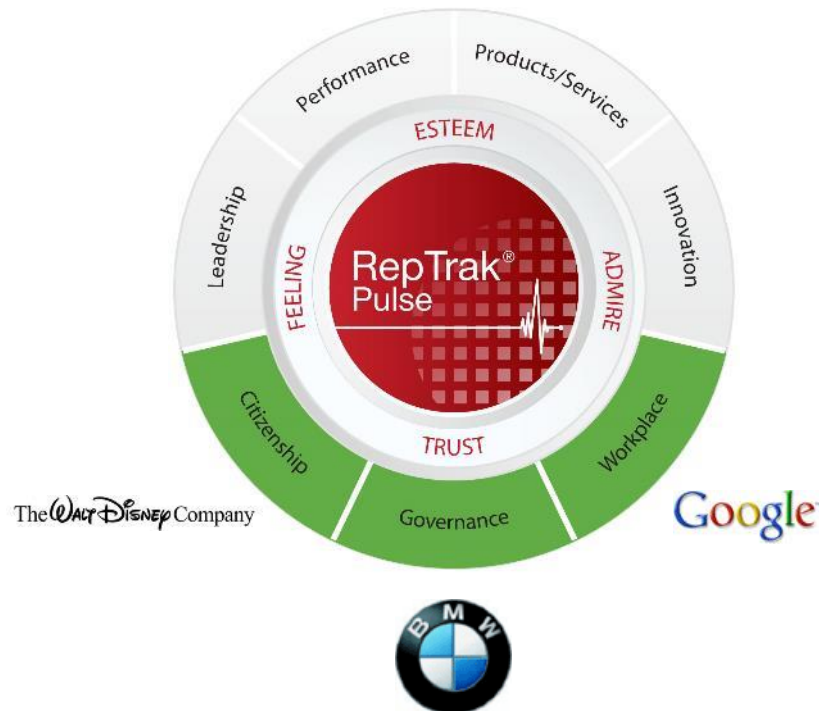 Performance
Products/Services
Leadership
ESTEEM
Innovation
FEELING
RepTrak®
Pulse
ADMIRE
Citizenship
TRUST
Workplace
Governance
The WALT DISNEY Company
Google™
BMW